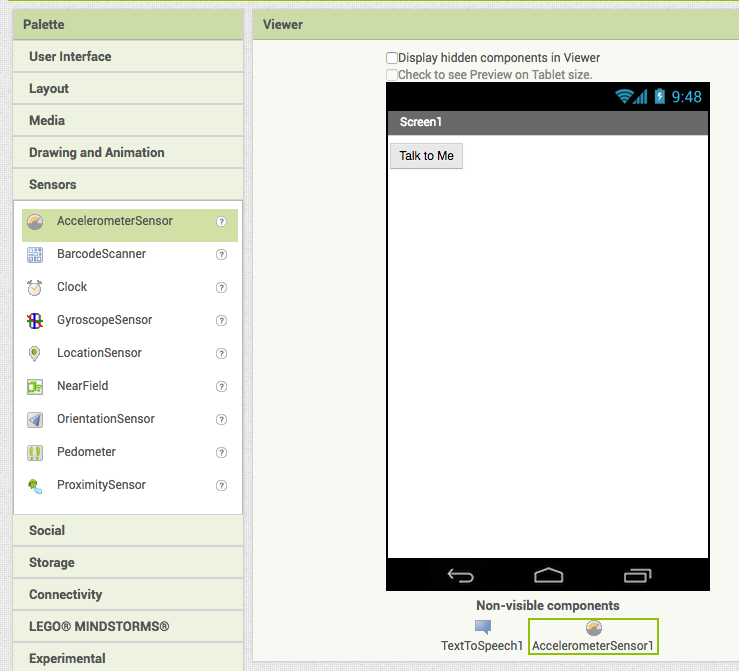 Palette
User Interface
Layout
Media
Drawing and Animation
Sensors
AccelerometerSensor ?
BarcodeScanner ?
Clock ?
GyroscopeSensor ?
LocationSensor ?
NearField ?
OrientationSensor ?
Pedometer ?
ProximitySensor ?
Social
Storage
Connectivity
LEGO® MINDSTORMS®
Experimental
Viewer
Display hidden components in Viewer
Check to see Preview on Tablet size.
9:48
Screen1
Talk to Me
Non-visible components
TextToSpeech1 AccelerometerSensor1